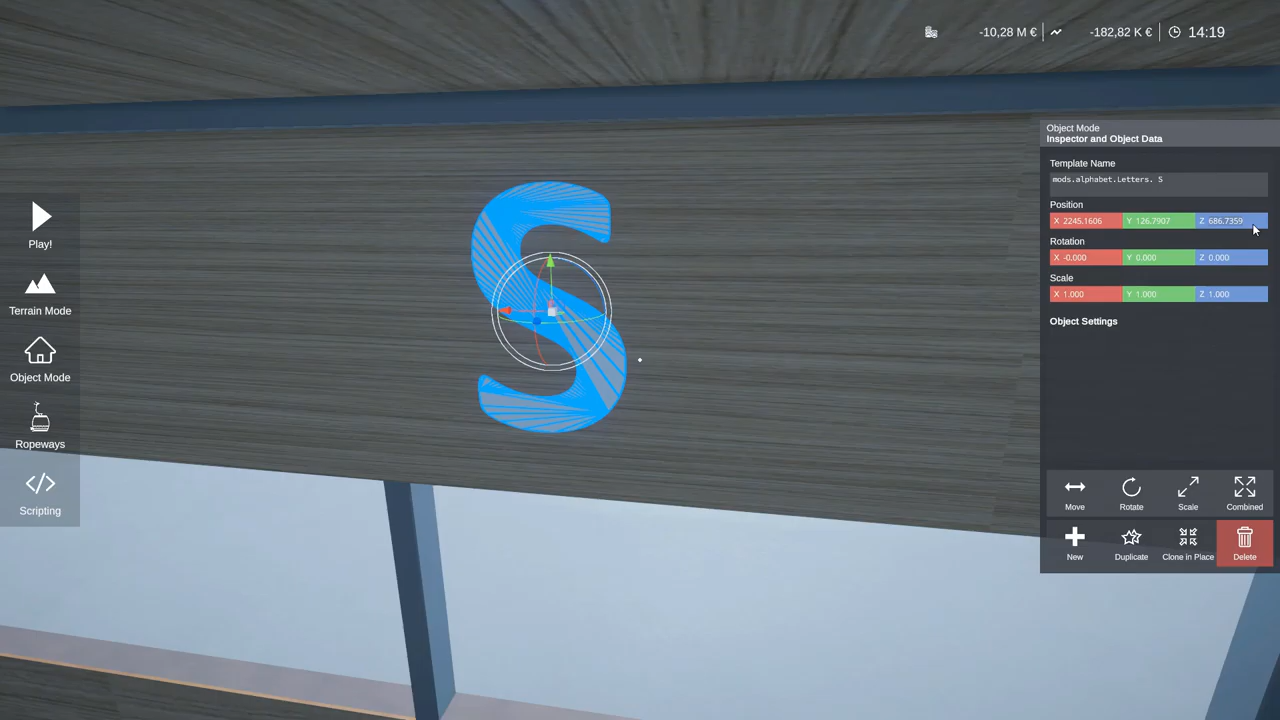 -10,28 M € -182,82 K € 14:19
Object Mode
Inspector and Object Data
Template Name
mods.alphabet.Letters. S
Position
X 2245.1606 Y 126.7907 Z 686.7359
Rotation
X -0.000 Y 0.000 Z 0.000
Scale
X 1.000 Y 1.000 Z 1.000
Object Settings
Play!
Terrain Mode
Object Mode
Ropeways
Scripting
S
Move Rotate Scale Combined
New Duplicate Clone in Place Delete